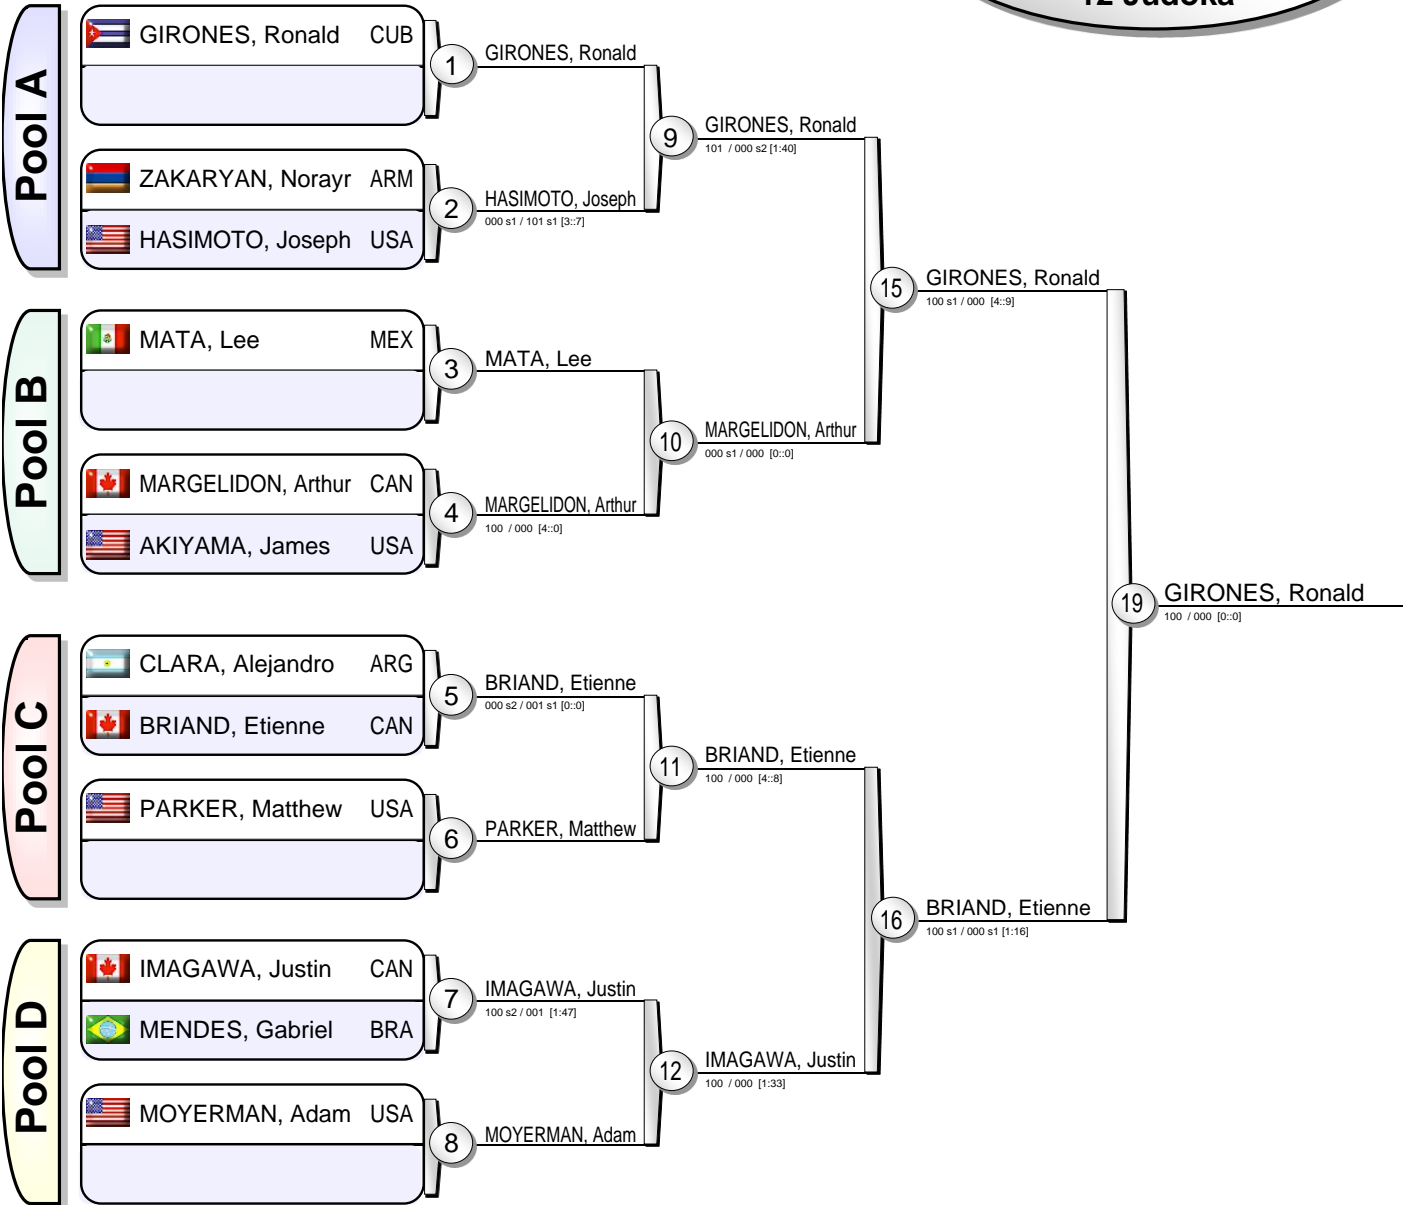 12 Judoka
Pool A
GIRONES, Ronald CUB
1
GIRONES, Ronald
ZAKARYAN, Norayr ARM
HASIMOTO, Joseph USA
2
HASIMOTO, Joseph
000 s1 / 101 s1 [3::7]
9
GIRONES, Ronald
101 / 000 s2 [1:40]
Pool B
MATA, Lee MEX
3
MATA, Lee
MARGELIDON, Arthur CAN
AKIYAMA, James USA
4
MARGELIDON, Arthur
100 / 000 [4::0]
10
MARGELIDON, Arthur
000 s1 / 000 [0::0]
15
GIRONES, Ronald
100 s1 / 000 [4::9]
Pool C
CLARA, Alejandro ARG
BRIAND, Etienne CAN
5
BRIAND, Etienne
000 s2 / 001 s1 [0::0]
PARKER, Matthew USA
6
PARKER, Matthew
11
BRIAND, Etienne
100 / 000 [4::8]
Pool D
IMAGAWA, Justin CAN
MENDES, Gabriel BRA
7
IMAGAWA, Justin
100 s2 / 001 [1:47]
MOYERMAN, Adam USA
8
MOYERMAN, Adam
12
IMAGAWA, Justin
100 / 000 [1:33]
16
BRIAND, Etienne
100 s1 / 000 s1 [1:16]
19
GIRONES, Ronald
100 / 000 [0::0]